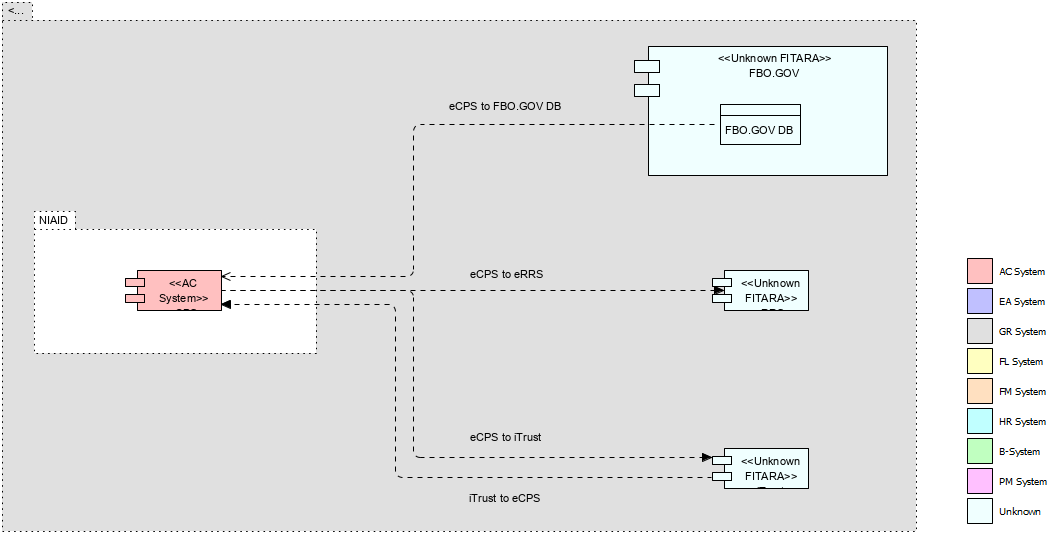 <...
<<Unknown FITARA>>
FBO.GOV
eCPS to FBO.GOV DB
FBO.GOV DB
NIAID
<<AC
System>>
eCPS to eRRS
<<Unknown
FITARA>>
eCPS to iTrust
<<Unknown
FITARA>>
iTrust to eCPS
AC System
EA System
GR System
FL System
FM System
HR System
B-System
PM System
Unknown